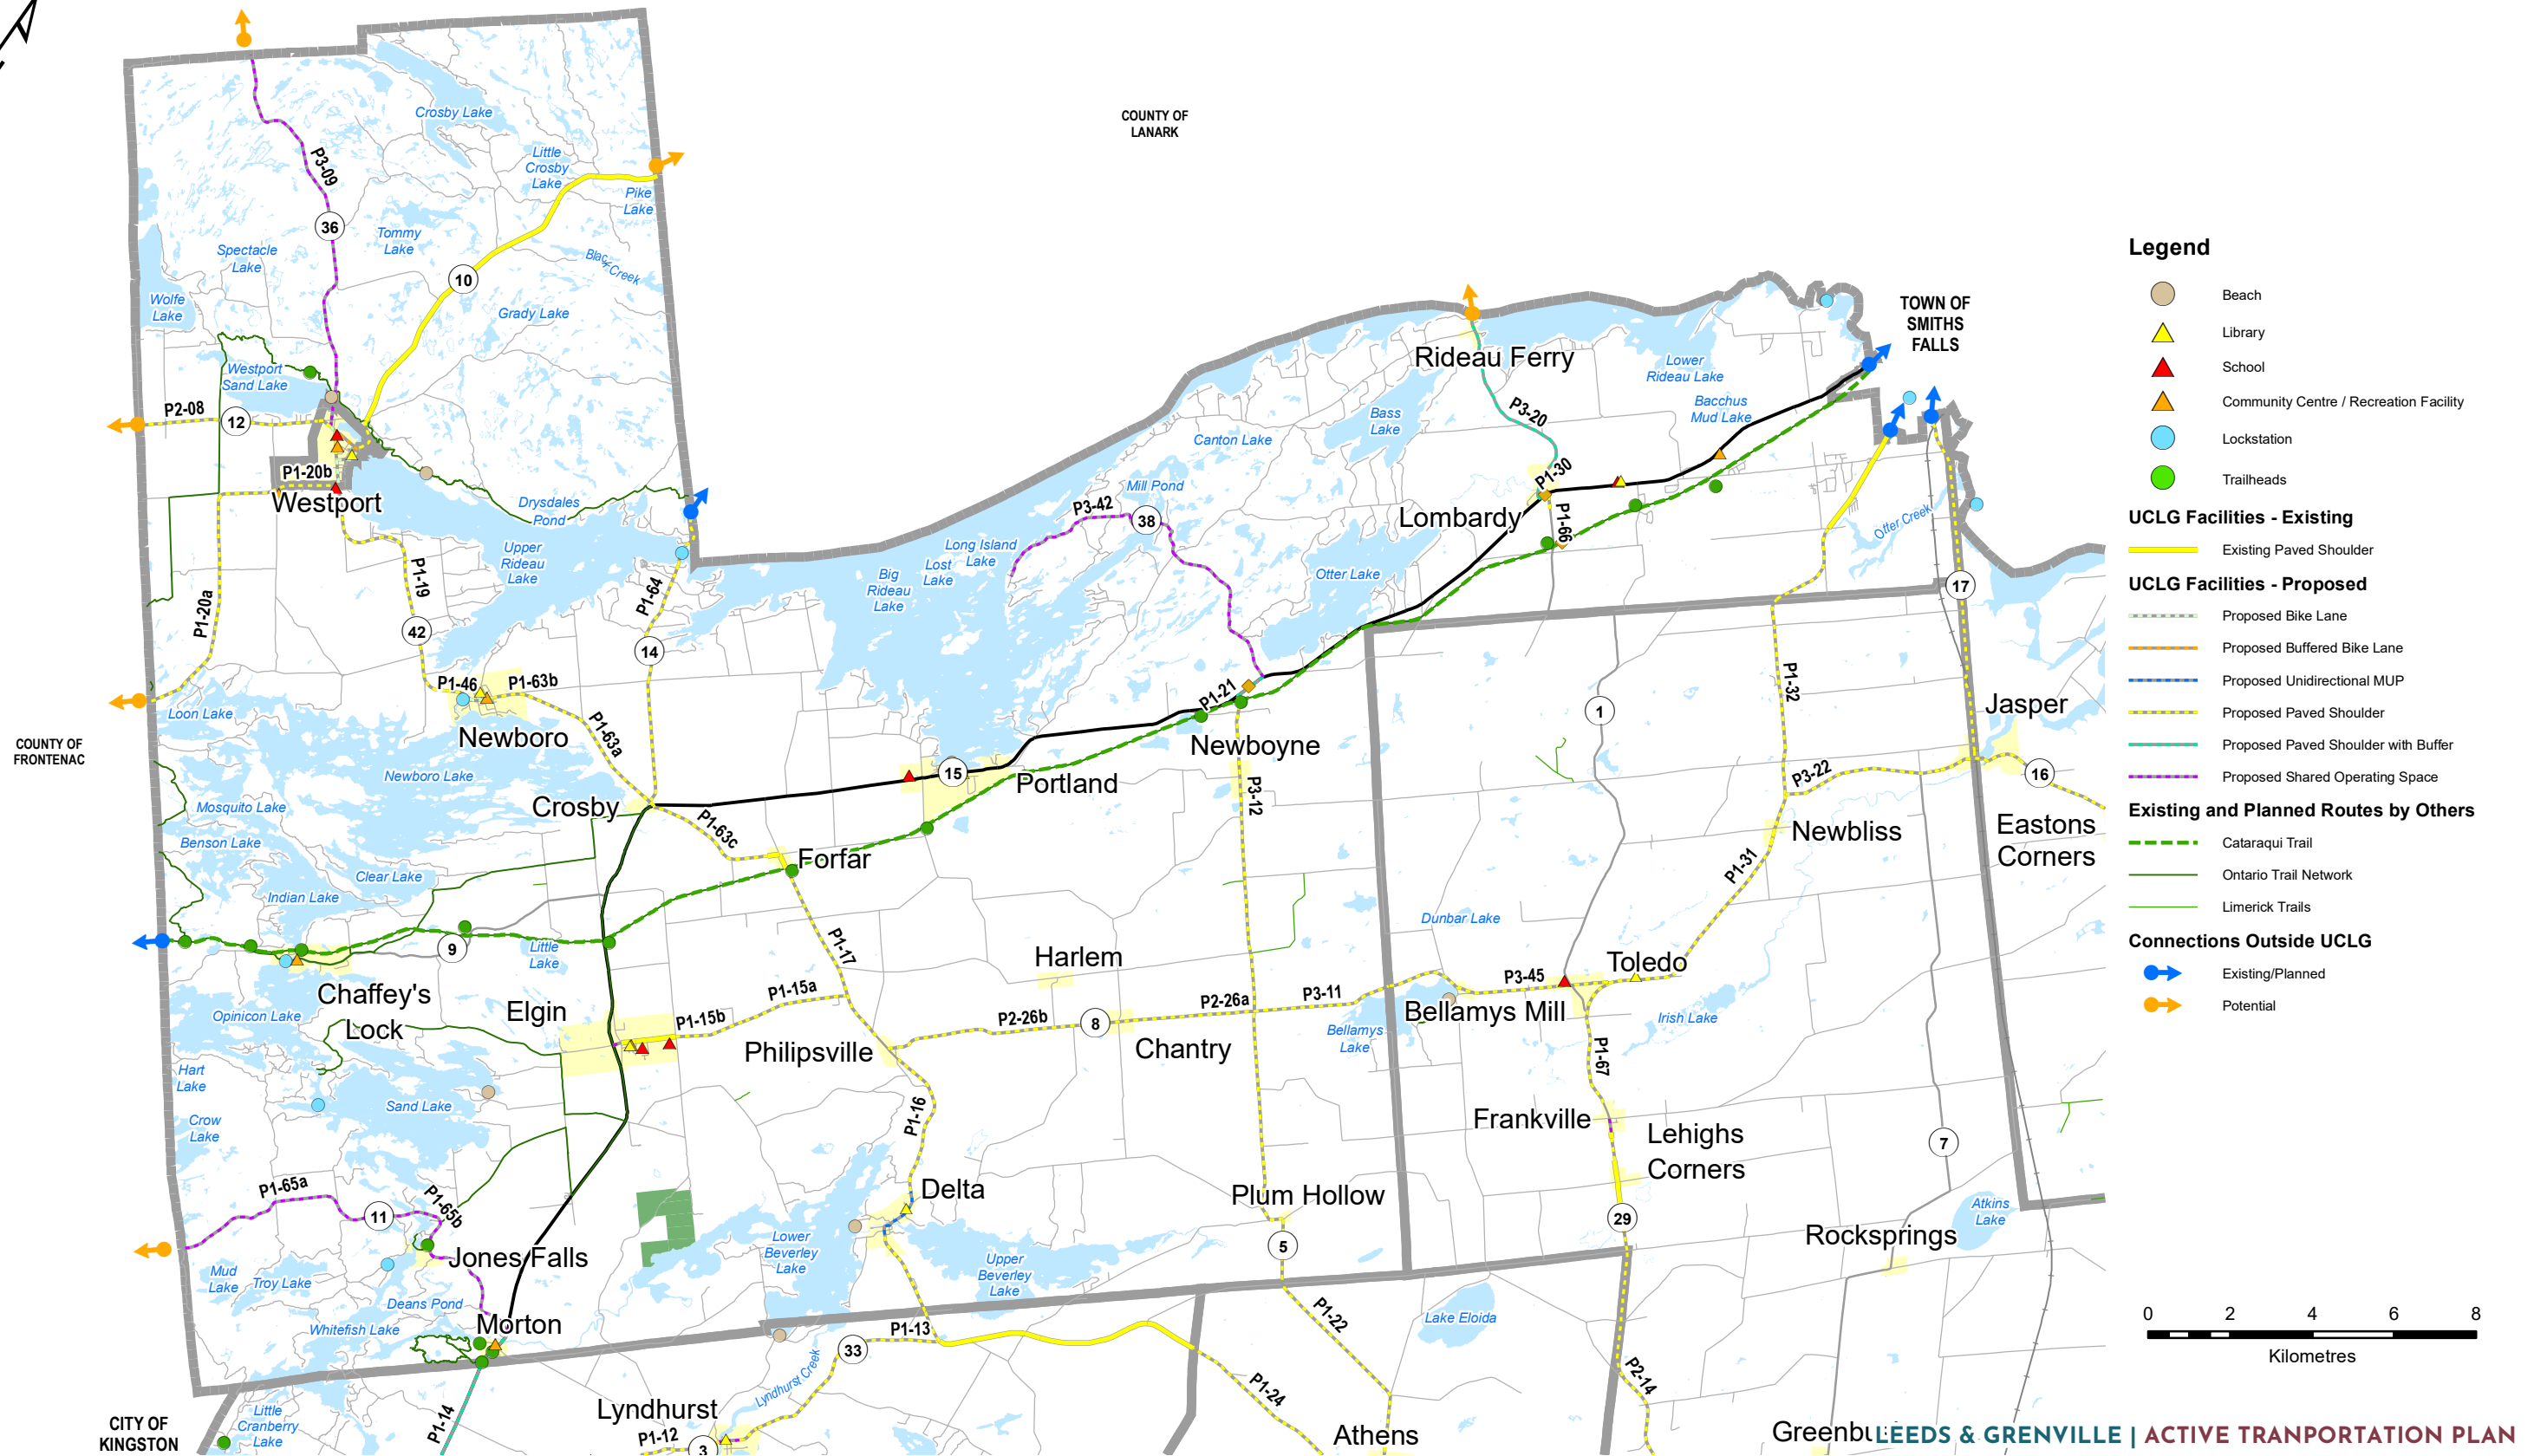 COUNTY OF
LANARK
Crosby Lake
Little
Crosby
Lake
Pike
Lake
P3-09
36
Tommy
Lake
Spectacle
Lake
10
Wolfe
Lake
Grady Lake
Westport
Sand Lake
P2-08
12
P1-20b
Westport
Drysdales
Pond
Upper
Rideau
Lake
P1-19
P1-20a
42
P1-64
14
P1-46
P1-63b
Newboro
P1-63a
Loon Lake
COUNTY OF
FRONTENAC
Newboro Lake
Mosquito Lake
Benson Lake
Crosby
P1-63c
Forfar
Clear Lake
Indian Lake
9
Little
Lake
Chaffey's
Lock
Opinicon Lake
Elgin
P1-15b
P1-15a
P1-17
Philipsville
Hart
Lake
Crow
Lake
Sand Lake
P1-65a
11
P1-65b
Jones Falls
Mud
Lake
Troy Lake
Deans Pond
Whitefish Lake
Morton
CITY OF
KINGSTON
Little
Cranberry
Lake
P1-14
Lyndhurst
P1-12
3
Lyndhurst Creek
33
P1-13
P1-16
Delta
Lower
Beverley
Lake
Upper
Beverley
Lake
Big
Rideau
Lake
Lost
Lake
Long Island
Lake
P3-42
38
Mill Pond
Canton Lake
Bass
Lake
Otter Lake
Rideau Ferry
P3-20
P1-30
Lombardy
P1-66
Lower
Rideau Lake
Bacchus
Mud Lake
TOWN OF
SMITHS
FALLS
Otter Creek
17
15
Portland
P1-21
Newboyne
P3-12
Harlem
P2-26b
8
Chantry
P2-26a
P3-11
Plum Hollow
5
P1-22
P1-24
Athens
1
P1-32
P3-22
Jasper
16
Newbliss
Eastons
Corners
P1-31
Dunbar Lake
P3-45
Toledo
Bellamys Mill
Bellamys
Lake
Irish Lake
P1-67
Frankville
Lehighs
Corners
29
7
Rocksprings
Atkins
Lake
Lake Eloida
P2-14
Legend
Beach
Library
School
Community Centre / Recreation Facility
Lockstation
Trailheads
UCLG Facilities - Existing
Existing Paved Shoulder
UCLG Facilities - Proposed
Proposed Bike Lane
Proposed Buffered Bike Lane
Proposed Unidirectional MUP
Proposed Paved Shoulder
Proposed Paved Shoulder with Buffer
Proposed Shared Operating Space
Existing and Planned Routes by Others
Cataraqui Trail
Ontario Trail Network
Limerick Trails
Connections Outside UCLG
Existing/Planned
Potential
0 2 4 6 8
Kilometres
LEEDS & GRENVILLE | ACTIVE TRANPORTATION PLAN